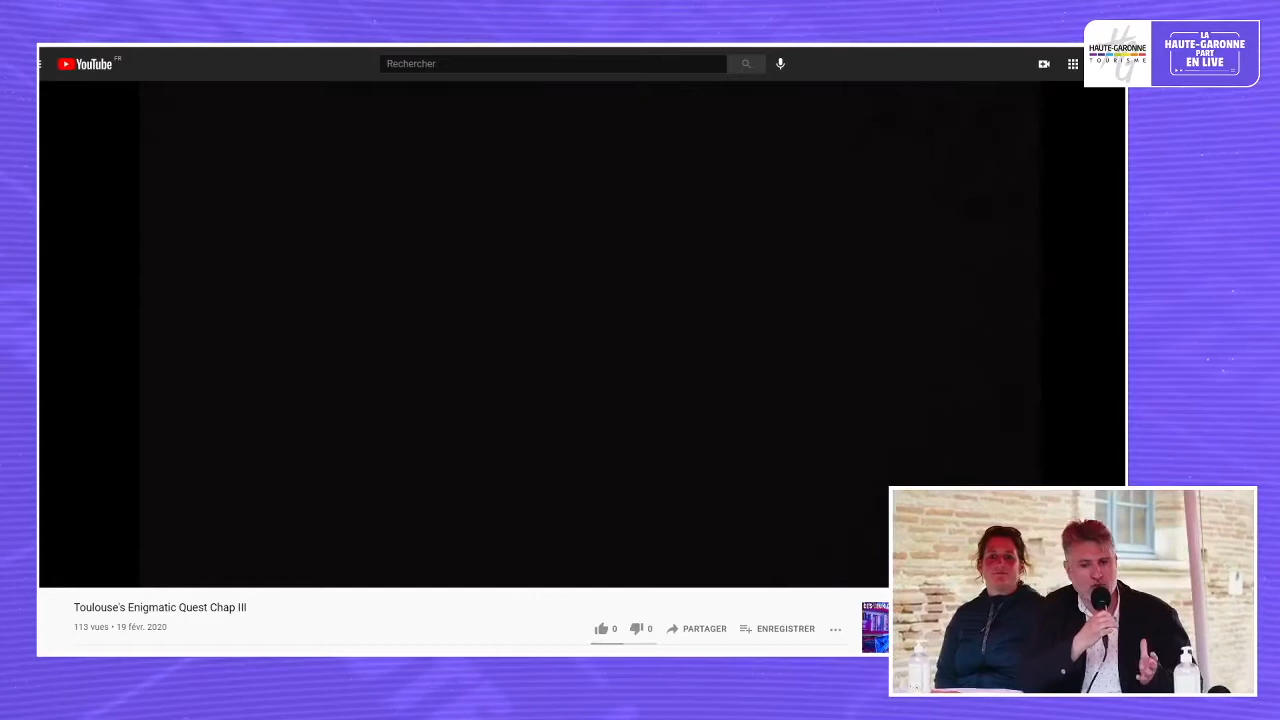 YouTube FR
Rechercher
HAUTE-GARONNE
TOURISME
LA
HAUTE-GARONNE
PART
EN LIVE
Toulouse's Enigmatic Quest Chap III
113 vues • 19 févr. 2020
0
0
PARTAGER
ENREGISTRER